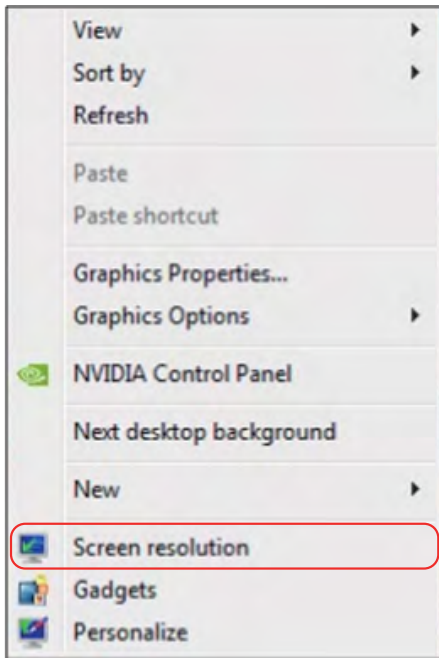 View
Sort by
Refresh
Paste
Paste shortcut
Graphics Properties...
Graphics Options
NVIDIA Control Panel
Next desktop background
New
Screen resolution
Gadgets
Personalize